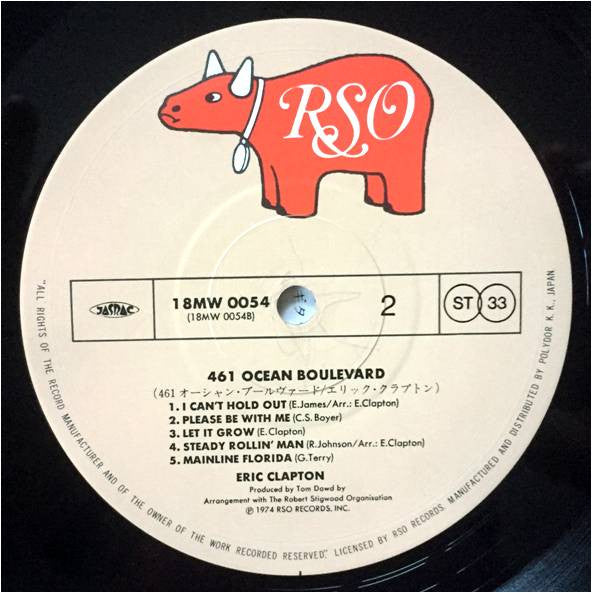 RSO
JASRAC
18MW 0054
(18MW 0054B)
2
ST 33
461 OCEAN BOULEVARD
(461 オーシャン・ブールヴァード/エリック・クラプトン)
1. I CAN'T HOLD OUT (E.James/Arr.: E.Clapton)
2. PLEASE BE WITH ME (C.S. Boyer)
3. LET IT GROW (E.Clapton)
4. STEADY ROLLIN' MAN (R.Johnson/Arr.: E.Clapton)
5. MAINLINE FLORIDA (G.Terry)
ERIC CLAPTON
Produced by Tom Dowd by
Arrangement with The Robert Stigwood Organisation
℗ 1974 RSO RECORDS, INC.
"ALL RIGHTS OF THE RECORD MANUFACTURER AND OF THE OWNER OF THE WORK RECORDED RESERVED." LICENSED BY RSO RECORDS. MANUFACTURED AND DISTRIBUTED BY POLYDOR K.K., JAPAN.